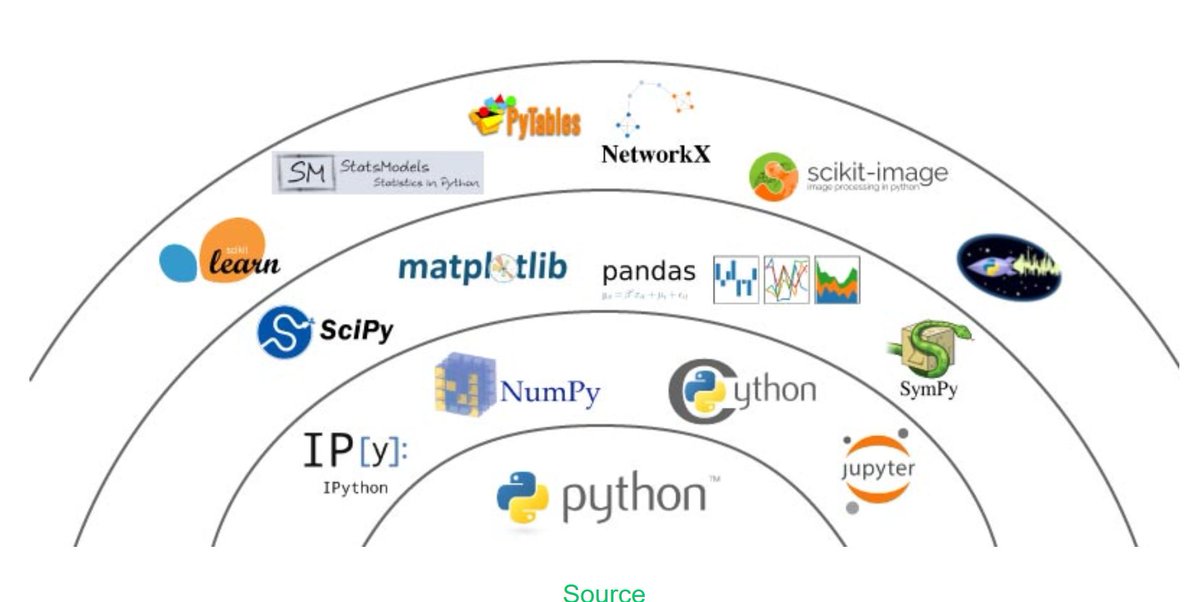 PyTables
NetworkX
SM StatsModels
Statistics in Python
scikit-image
image processing in python
scikit
learn
matplotlib
pandas
SciPy
SymPy
NumPy
Cython
IP[y]:
IPython
jupyter
python™
Source